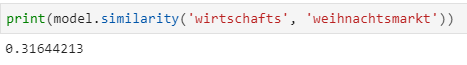 print(model.similarity('wirtschafts', 'weihnachtsmarkt'))
0.31644213